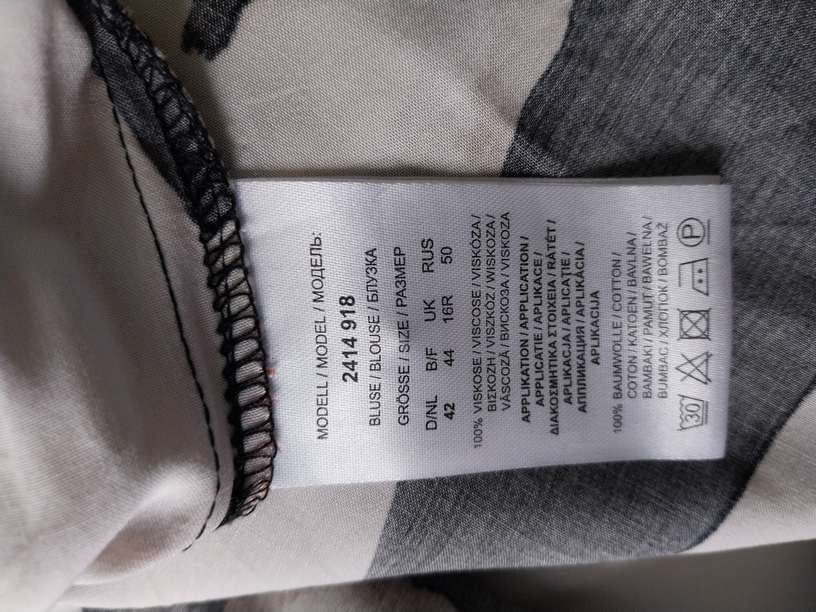 MODELL / MODEL / МОДЕЛЬ:
2414 918
BLUSE / BLOUSE / БЛУЗКА
GRÖSSE / SIZE / РАЗМЕР
D/NL B/F UK RUS
42 44 16R 50
100% VISKOSE / VISCOSE / VISKÓZA /
ΒΙΣΚΟΖΗ / VISZKÓZ / WISKOZA /
VÂSCOZĂ / ВИСКОЗА / VISKOZA
APPLIKATION / APPLICATION /
APPLICATIE / APLIKACE /
ΔΙΑΚΟΣΜΗΤΙΚΑ ΣΤΟΙΧΕΙΑ / RÁTÉT /
APLIKACJA / APLICAŢIE /
АППЛИКАЦИЯ / APLIKÁCIA /
APLIKACIJA
100% BAUMWOLLE / COTTON /
COTON / KATOEN / BAVLNA /
ΒΑΜΒΑΚΙ / PAMUT / BAWEŁNA /
BUMBAC / ХЛОПОК / BOMBAŽ
30 P